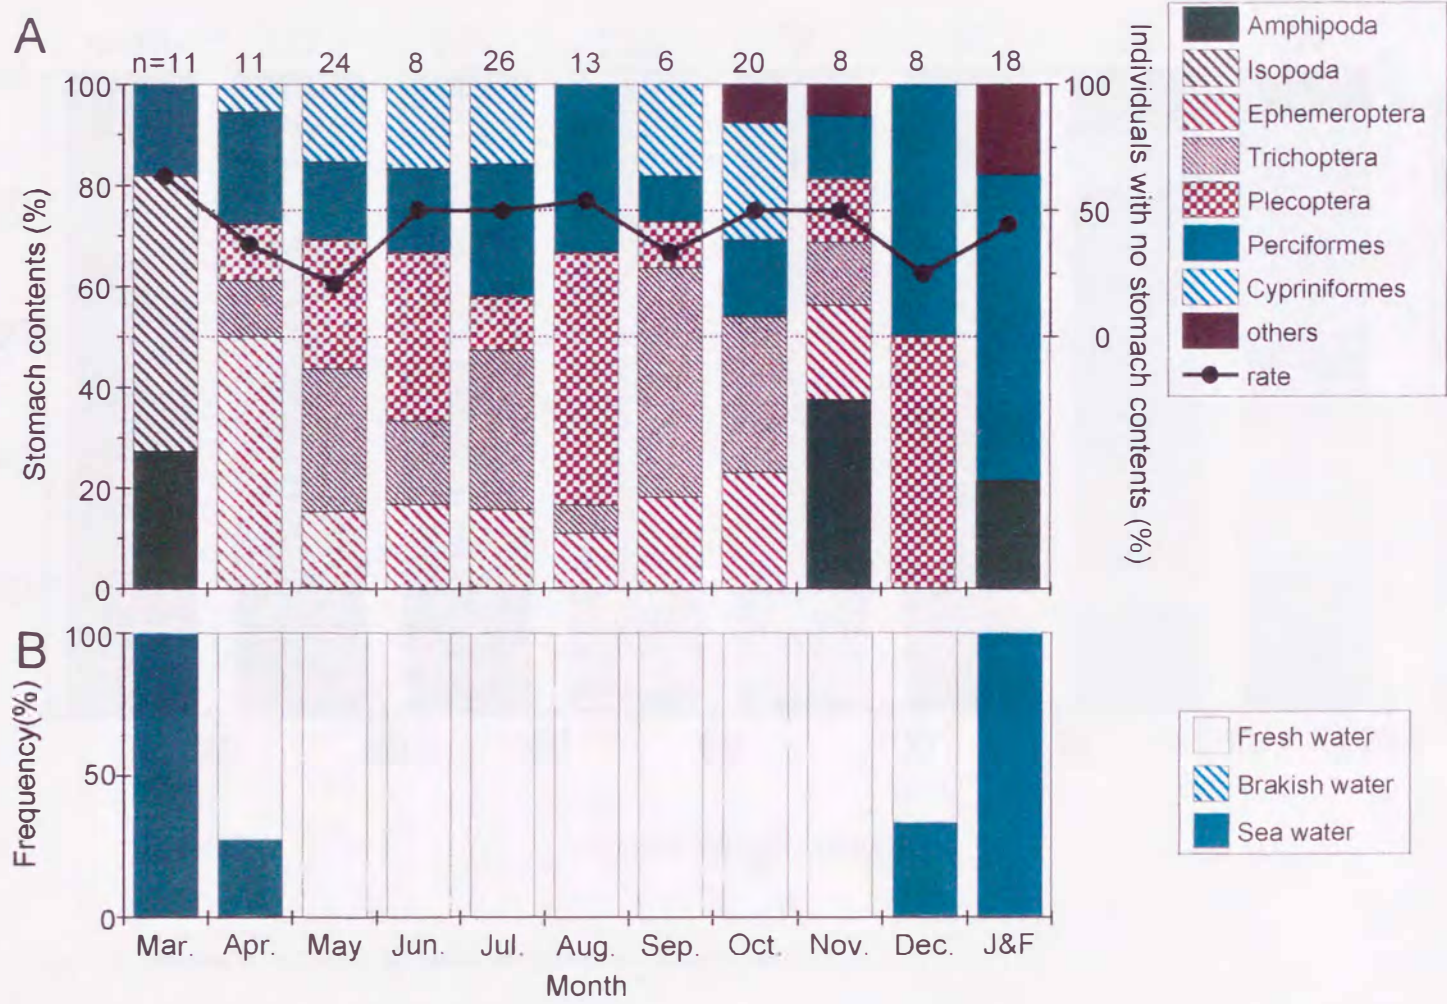 A
n=11 11 24 8 26 13 6 20 8 8 18
Stomach contents (%)
100
80
60
40
20
0
100
50
0
Individuals with no stomach contents (%)
Amphipoda
Isopoda
Ephemeroptera
Trichoptera
Plecoptera
Perciformes
Cypriniformes
others
rate
B
Frequency(%)
100
50
0
Fresh water
Brakish water
Sea water
Mar. Apr. May Jun. Jul. Aug. Sep. Oct. Nov. Dec. J&F
Month